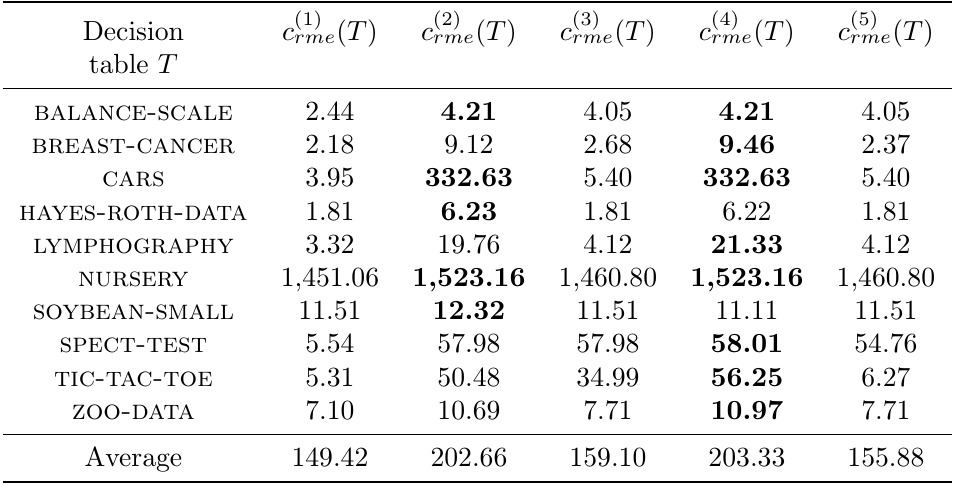 Decision table T c_{rme}^{(1)}(T) c_{rme}^{(2)}(T) c_{rme}^{(3)}(T) c_{rme}^{(4)}(T) c_{rme}^{(5)}(T)
BALANCE-SCALE 2.44 4.21 4.05 4.21 4.05
BREAST-CANCER 2.18 9.12 2.68 9.46 2.37
CARS 3.95 332.63 5.40 332.63 5.40
HAYES-ROTH-DATA 1.81 6.23 1.81 6.22 1.81
LYMPHOGRAPHY 3.32 19.76 4.12 21.33 4.12
NURSERY 1,451.06 1,523.16 1,460.80 1,523.16 1,460.80
SOYBEAN-SMALL 11.51 12.32 11.51 11.11 11.51
SPECT-TEST 5.54 57.98 57.98 58.01 54.76
TIC-TAC-TOE 5.31 50.48 34.99 56.25 6.27
ZOO-DATA 7.10 10.69 7.71 10.97 7.71
Average 149.42 202.66 159.10 203.33 155.88